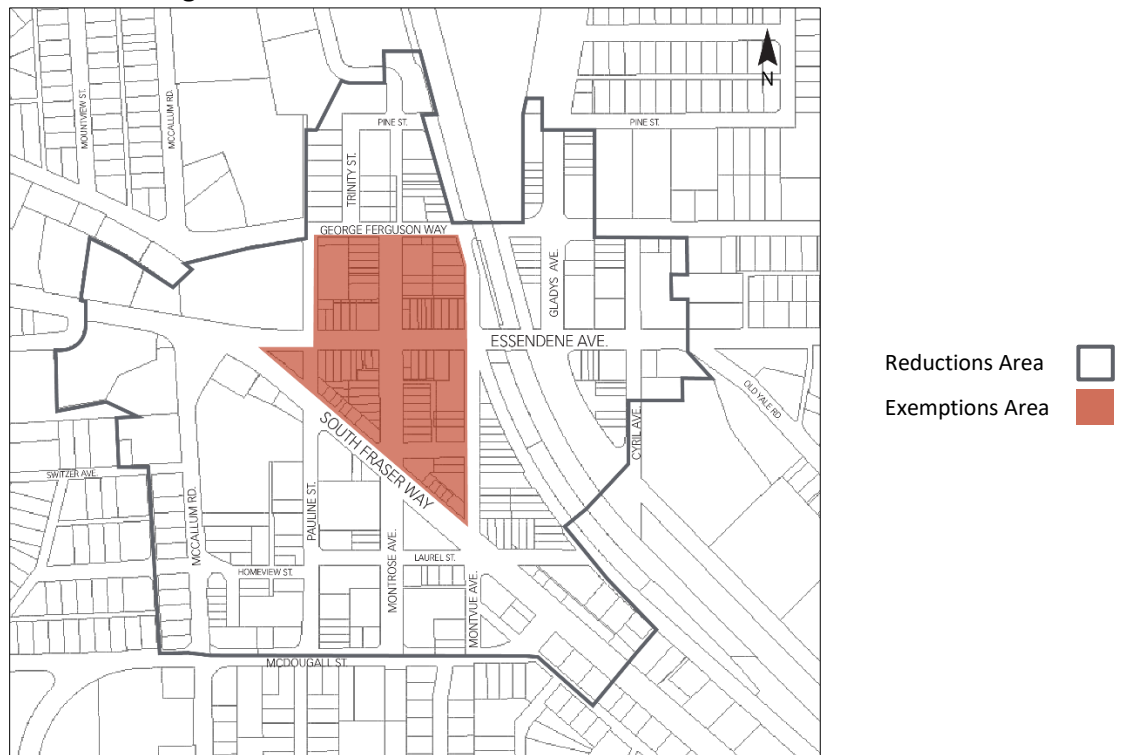 N
MOUNTVIEW ST.
MCCALLUM RD.
PINE ST.
PINE ST.
TRINITY ST.
GEORGE FERGUSON WAY
GLADYS AVE.
ESSENDENE AVE.
Reductions Area
Exemptions Area
OLD YALE RD
CYRIL AVE.
SOUTH FRASER WAY
SWITZER AVE.
MCCALLUM RD.
PAULINE ST.
MONTROSE AVE.
LAUREL ST.
HOMEVIEW ST.
MONTVUE AVE.
MCDOUGALL ST.